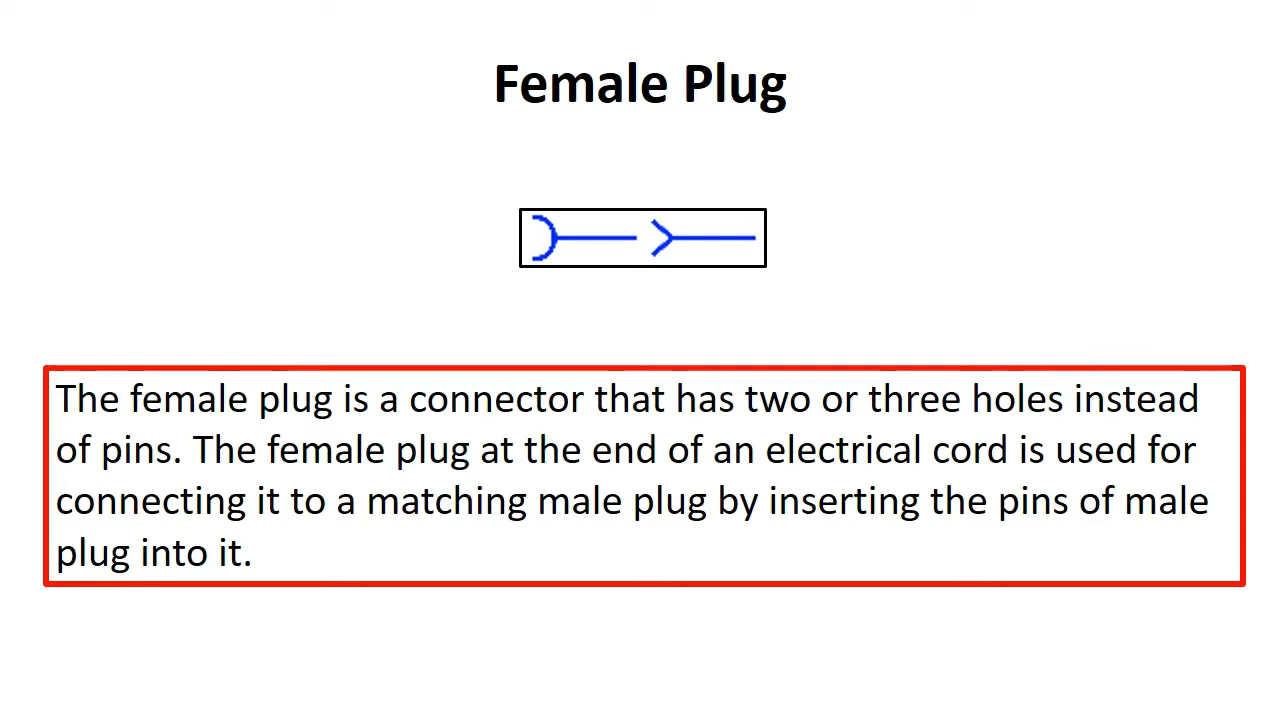 Female Plug
The female plug is a connector that has two or three holes instead
of pins. The female plug at the end of an electrical cord is used for
connecting it to a matching male plug by inserting the pins of male
plug into it.